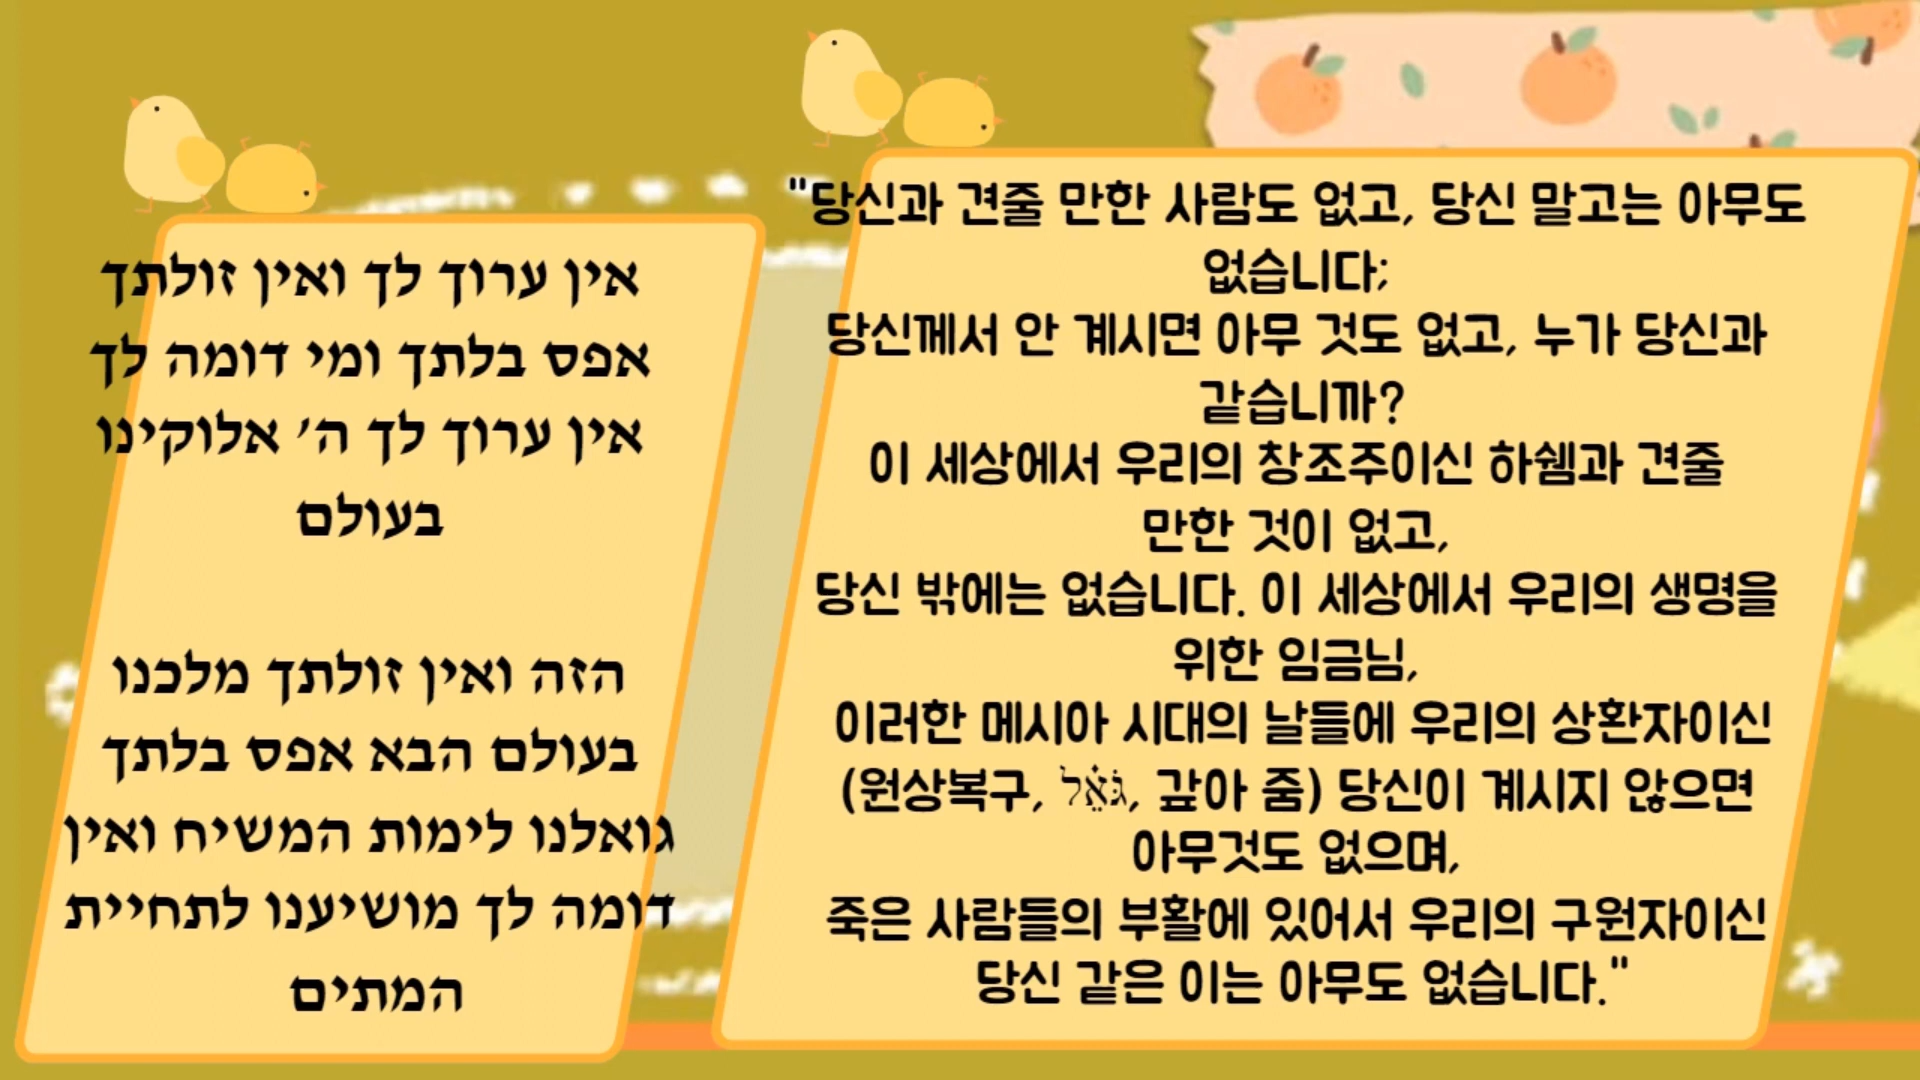 אין ערוך לך ואין זולתך
אפס בלתך ומי דומה לך
אין ערוך לך ה׳ אלוקינו
בעולם
הזה ואין זולתך מלכנו
בעולם הבא אפס בלתך
גואלנו לימות המשיח ואין
דומה לך מושיענו לתחיית
המתים
"당신과 견줄 만한 사람도 없고, 당신 말고는 아무도
없습니다;
당신께서 안 계시면 아무 것도 없고, 누가 당신과
같습니까?
이 세상에서 우리의 창조주이신 하쉠과 견줄
만한 것이 없고,
당신 밖에는 없습니다. 이 세상에서 우리의 생명을
위한 임금님,
이러한 메시아 시대의 날들에 우리의 상환자이신
(원상복구, גֹּאֵ֗ל, 갚아 줌) 당신이 계시지 않으면
아무것도 없으며,
죽은 사람들의 부활에 있어서 우리의 구원자이신
당신 같은 이는 아무도 없습니다."